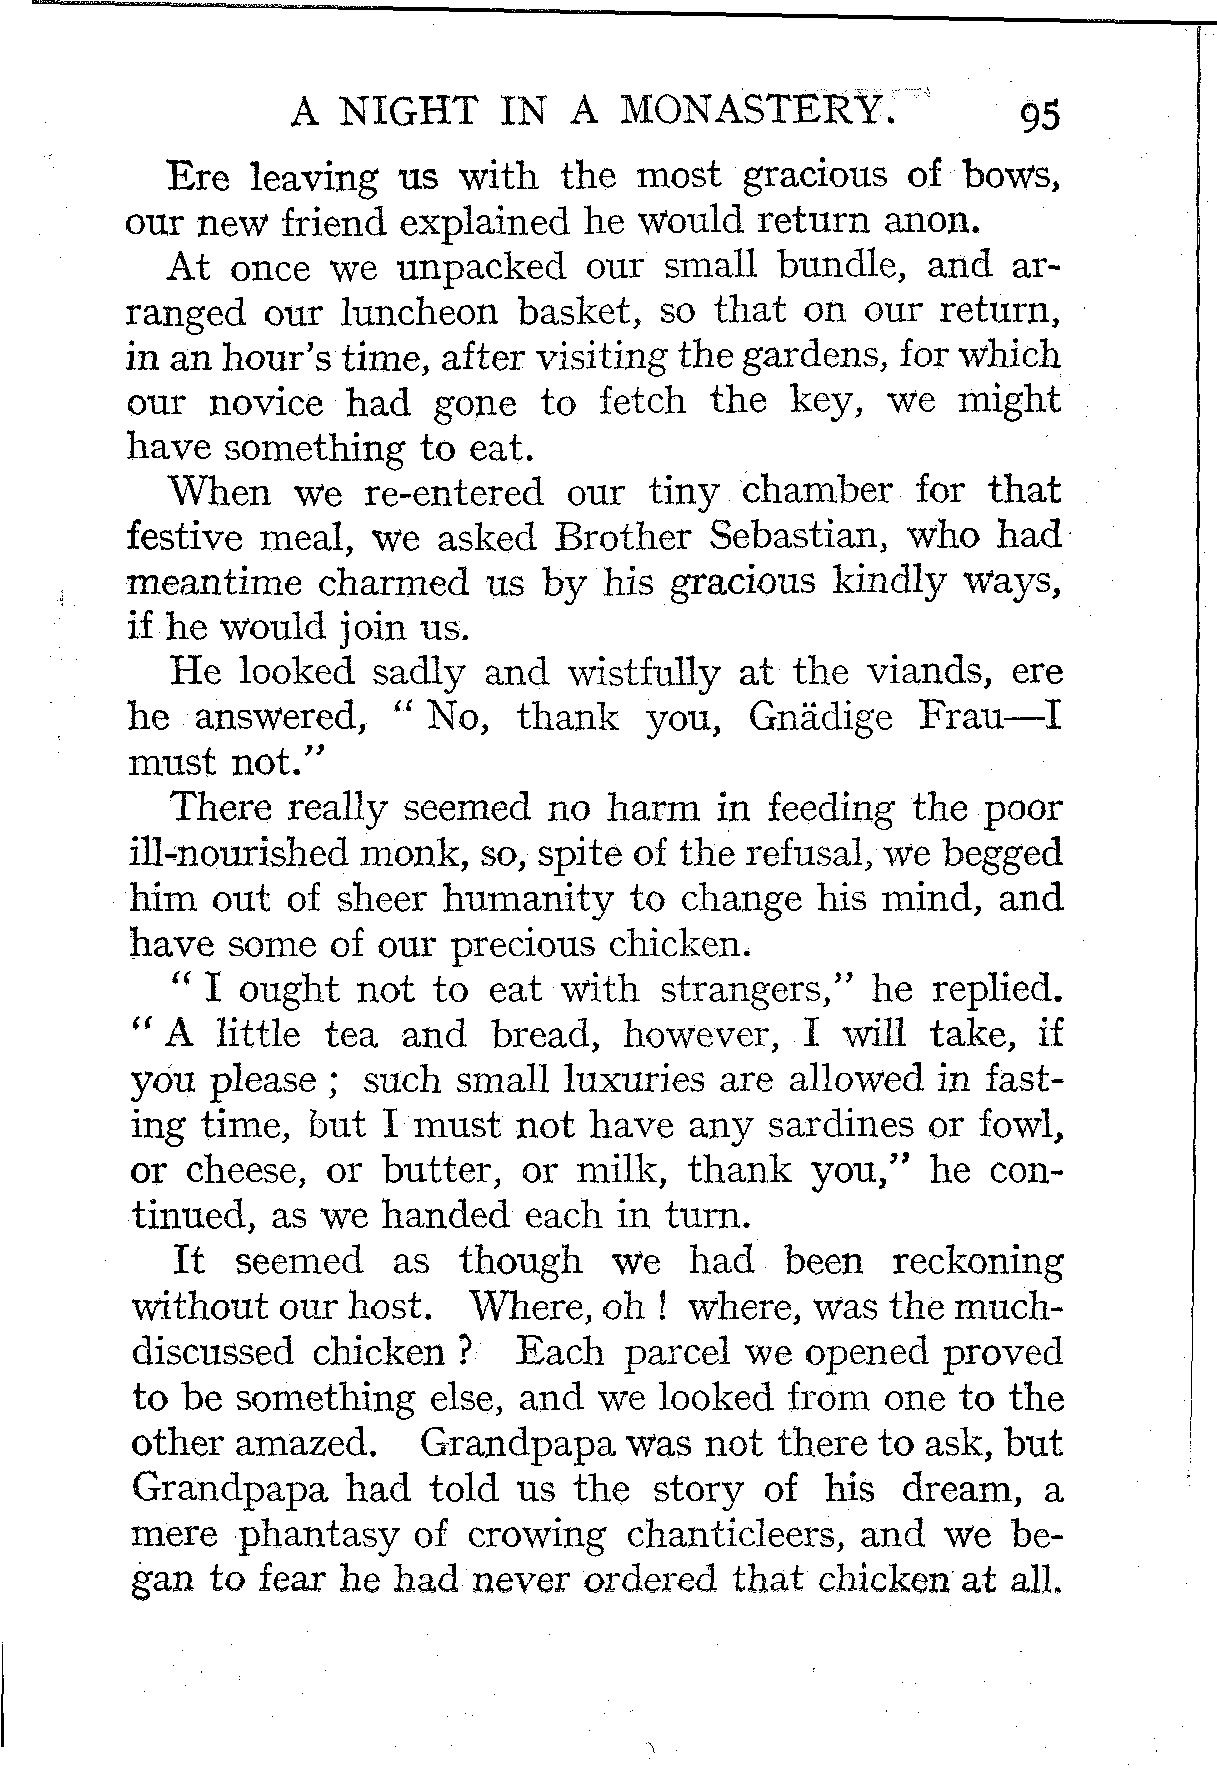 A NIGHT IN A MONASTERY. 95
Ere leaving us with the most gracious of bows,
our new friend explained he would return anon.
At once we unpacked our small bundle, and ar-
ranged our luncheon basket, so that on our return,
in an hour's time, after visiting the gardens, for which
our novice had gone to fetch the key, we might
have something to eat.
When we re-entered our tiny chamber for that
festive meal, we asked Brother Sebastian, who had
meantime charmed us by his gracious kindly ways,
if he would join us.
He looked sadly and wistfully at the viands, ere
he answered, “ No, thank you, Gnädige Frau—I
must not.”
There really seemed no harm in feeding the poor
ill-nourished monk, so, spite of the refusal, we begged
him out of sheer humanity to change his mind, and
have some of our precious chicken.
“ I ought not to eat with strangers,” he replied.
“ A little tea and bread, however, I will take, if
you please ; such small luxuries are allowed in fast-
ing time, but I must not have any sardines or fowl,
or cheese, or butter, or milk, thank you,” he con-
tinued, as we handed each in turn.
It seemed as though we had been reckoning
without our host. Where, oh ! where, was the much-
discussed chicken ? Each parcel we opened proved
to be something else, and we looked from one to the
other amazed. Grandpapa was not there to ask, but
Grandpapa had told us the story of his dream, a
mere phantasy of crowing chanticleers, and we be-
gan to fear he had never ordered that chicken at all.